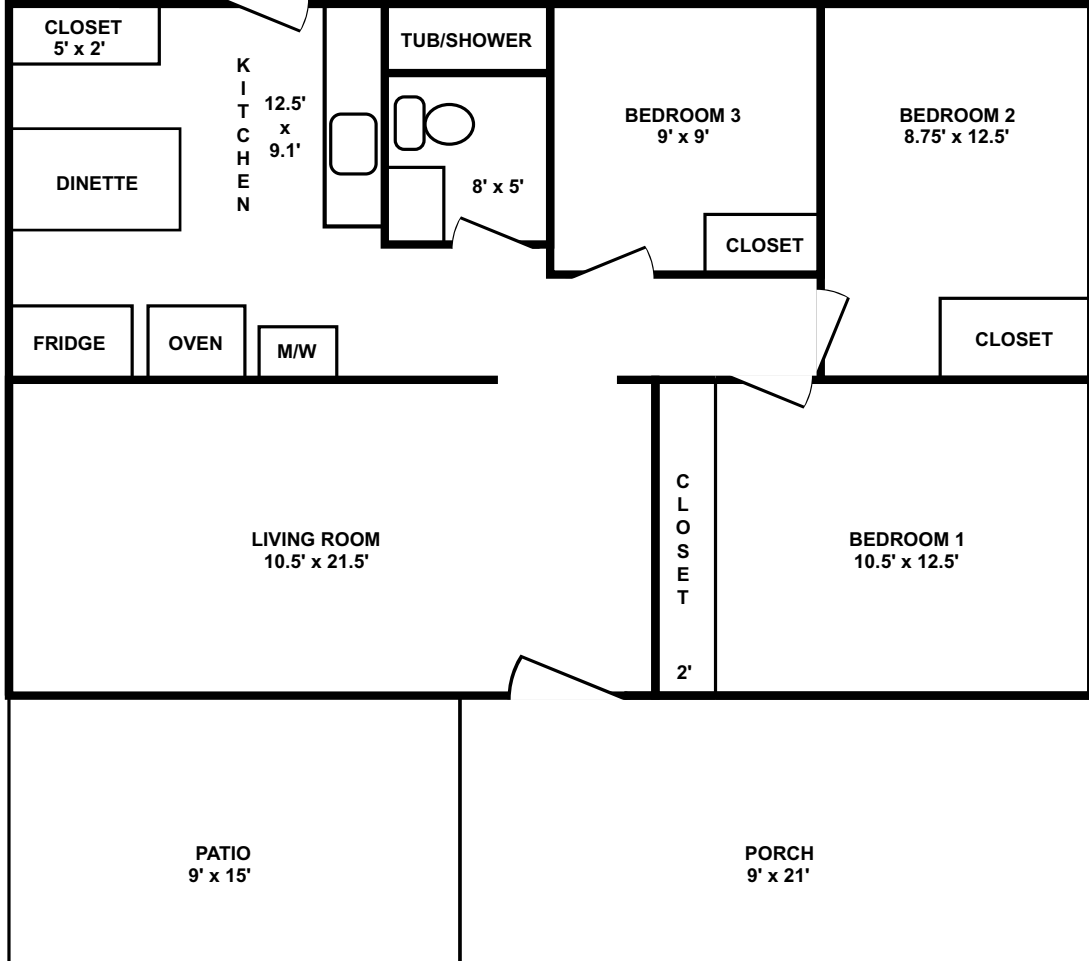 CLOSET
5' x 2'
KITCHEN
12.5'
x
9.1'
TUB/SHOWER
8' x 5'
BEDROOM 3
9' x 9'
CLOSET
BEDROOM 2
8.75' x 12.5'
CLOSET
DINETTE
FRIDGE
OVEN
M/W
LIVING ROOM
10.5' x 21.5'
CLOSET
2'
BEDROOM 1
10.5' x 12.5'
PATIO
9' x 15'
PORCH
9' x 21'